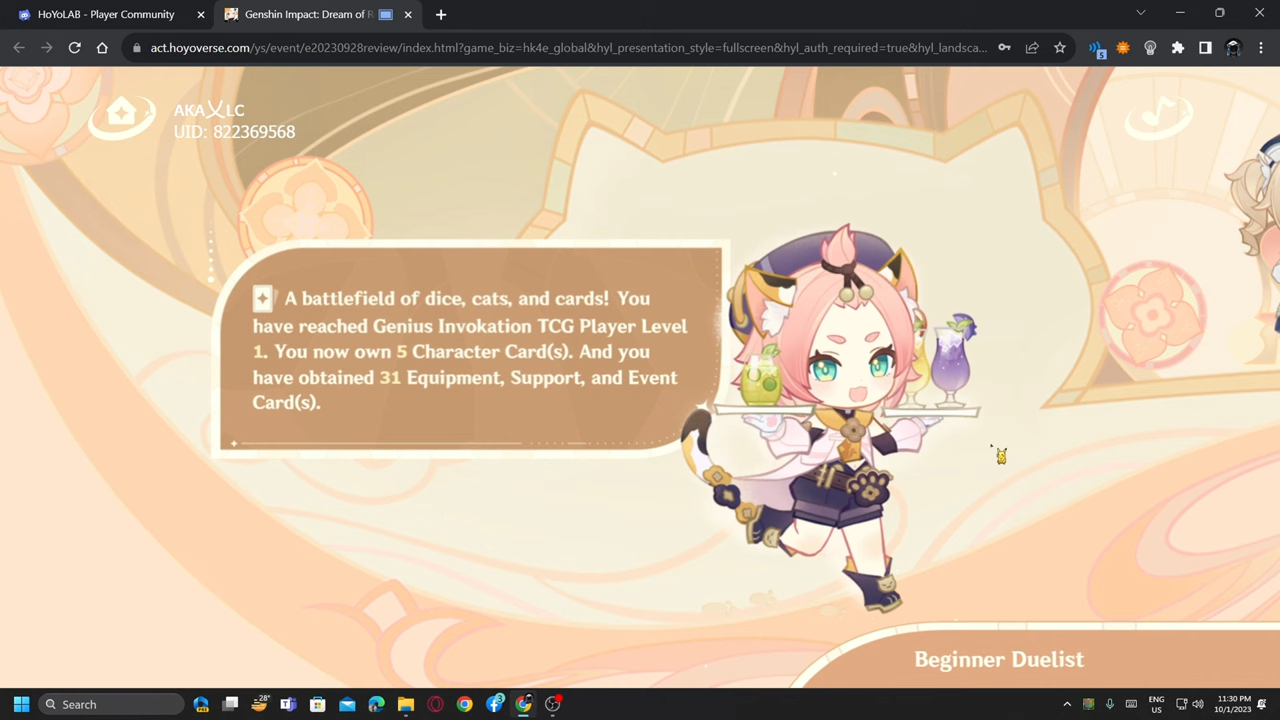 HoYoLAB - Player Community
Genshin Impact: Dream of R
act.hoyoverse.com/ys/event/e20230928review/index.html?game_biz=hk4e_global&hyl_presentation_style=fullscreen&hyl_auth_required=true&hyl_landsca...
5
AKA乂LC
UID: 822369568
A battlefield of dice, cats, and cards! You
have reached Genius Invokation TCG Player Level
1. You now own 5 Character Card(s). And you
have obtained 31 Equipment, Support, and Event
Card(s).
Beginner Duelist
Search
28°
3
ENG
US
11:30 PM
10/1/2023